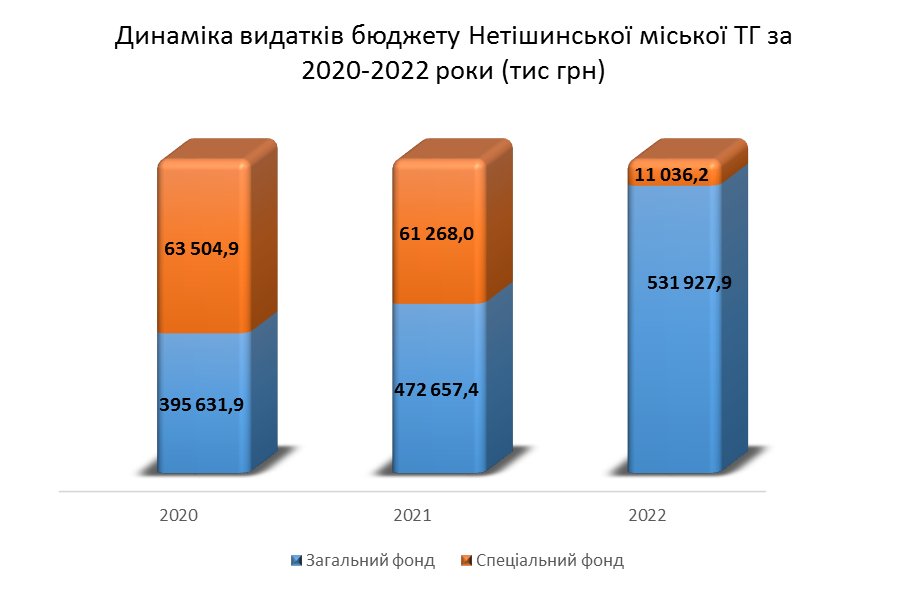 Динаміка видатків бюджету Нетішинської міської ТГ за
2020-2022 роки (тис грн)
63 504,9
61 268,0
11 036,2
395 631,9
472 657,4
531 927,9
2020
2021
2022
Загальний фонд
Спеціальний фонд